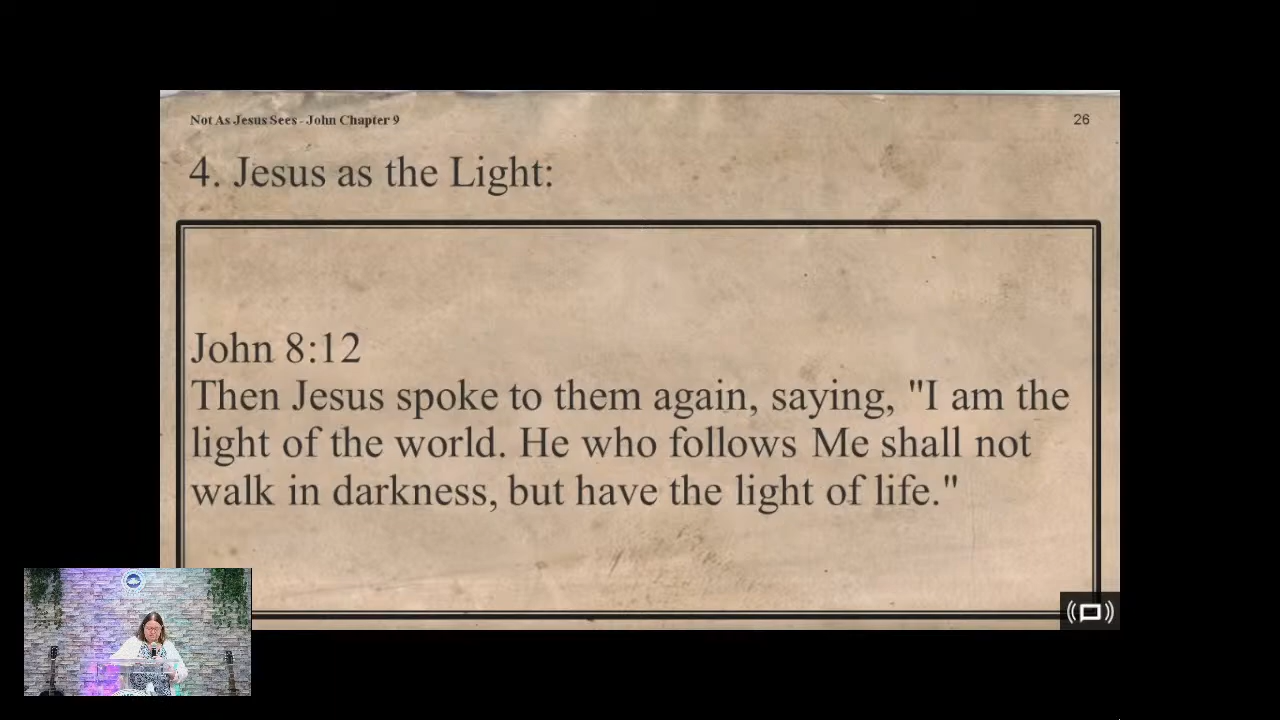 Not As Jesus Sees - John Chapter 9
26
4. Jesus as the Light:
John 8:12
Then Jesus spoke to them again, saying, "I am the
light of the world. He who follows Me shall not
walk in darkness, but have the light of life."